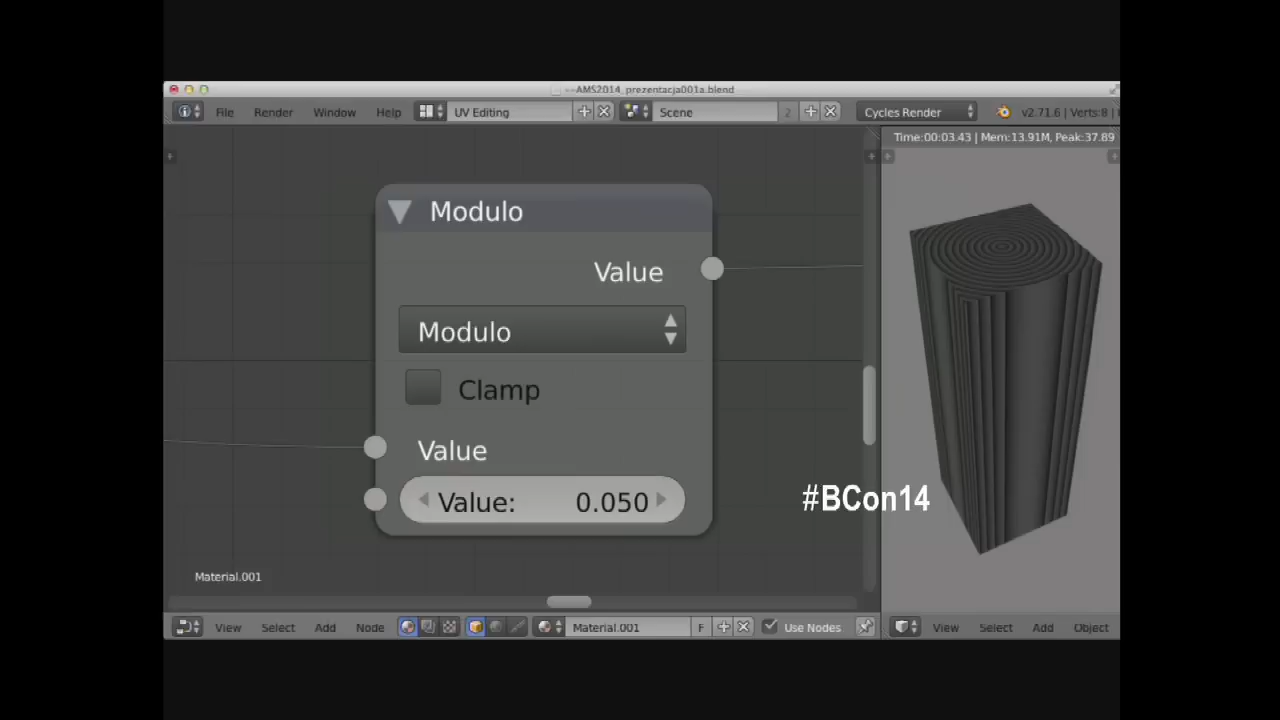 --AMS2014_prezentacja001a.blend
File Render Window Help UV Editing Scene 2 Cycles Render v2.71.6 | Verts:8 |
Time:00:03.43 | Mem:13.91M, Peak:37.89
Modulo
Value
Modulo
Clamp
Value
Value: 0.050
#BCon14
Material.001
View Select Add Node Material.001 F Use Nodes View Select Add Object